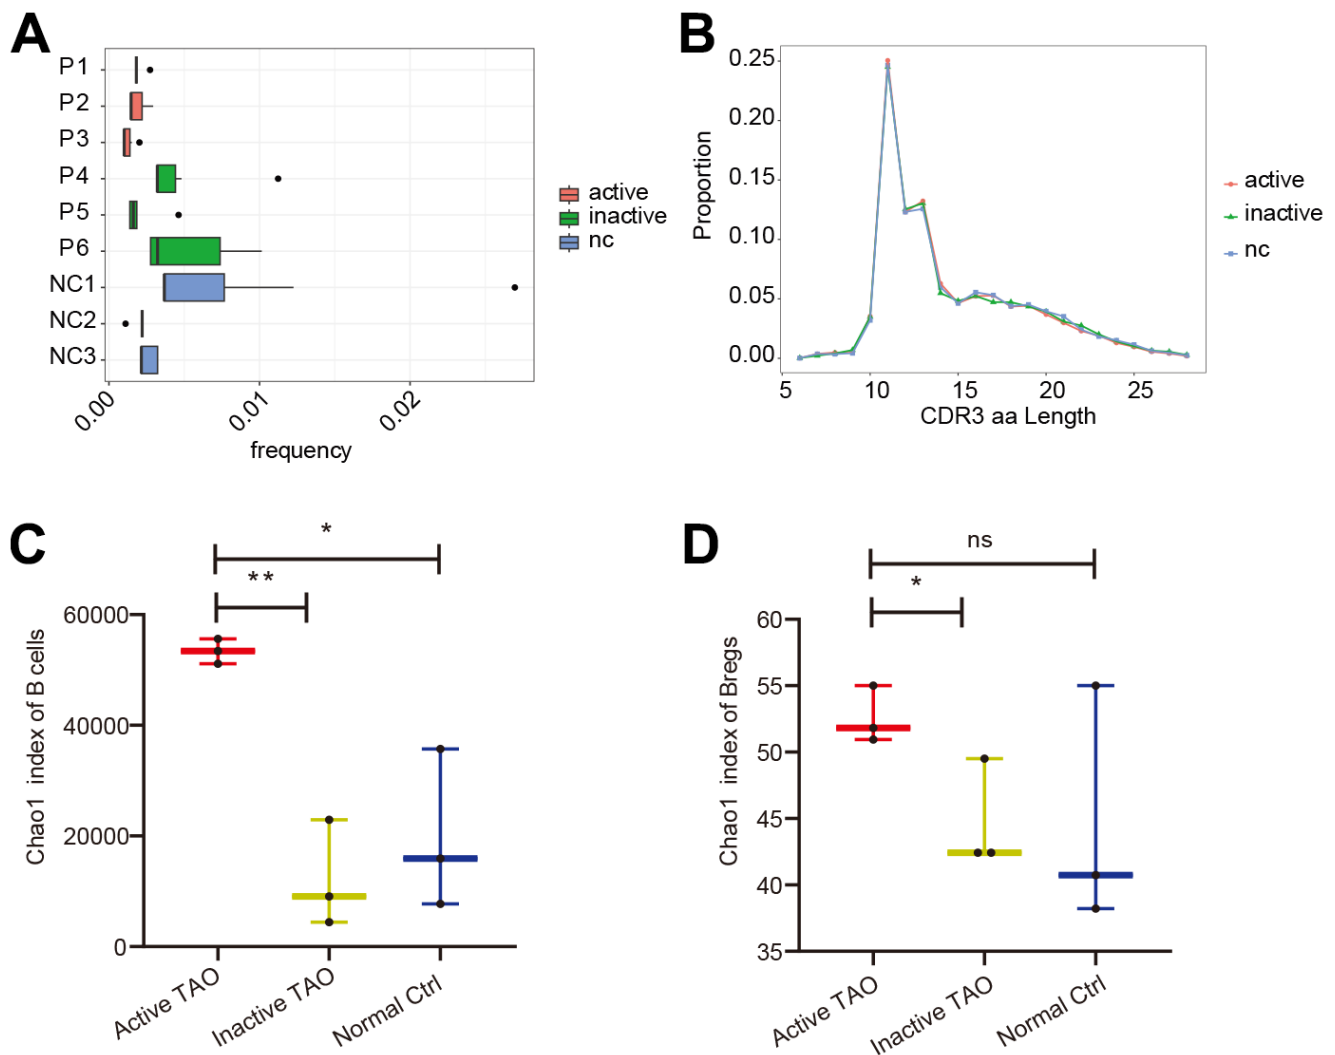 A
P1
P2
P3
P4
P5
P6
NC1
NC2
NC3
0.00
0.01
0.02
frequency
active
inactive
nc
B
0.25
0.20
0.15
0.10
0.05
0.00
Proportion
5
10
15
20
25
CDR3 aa Length
active
inactive
nc
C
*
**
60000
40000
20000
0
Chao1 index of B cells
Active TAO
Inactive TAO
Normal Ctrl
D
ns
*
60
55
50
45
40
35
Chao1 index of Bregs
Active TAO
Inactive TAO
Normal Ctrl